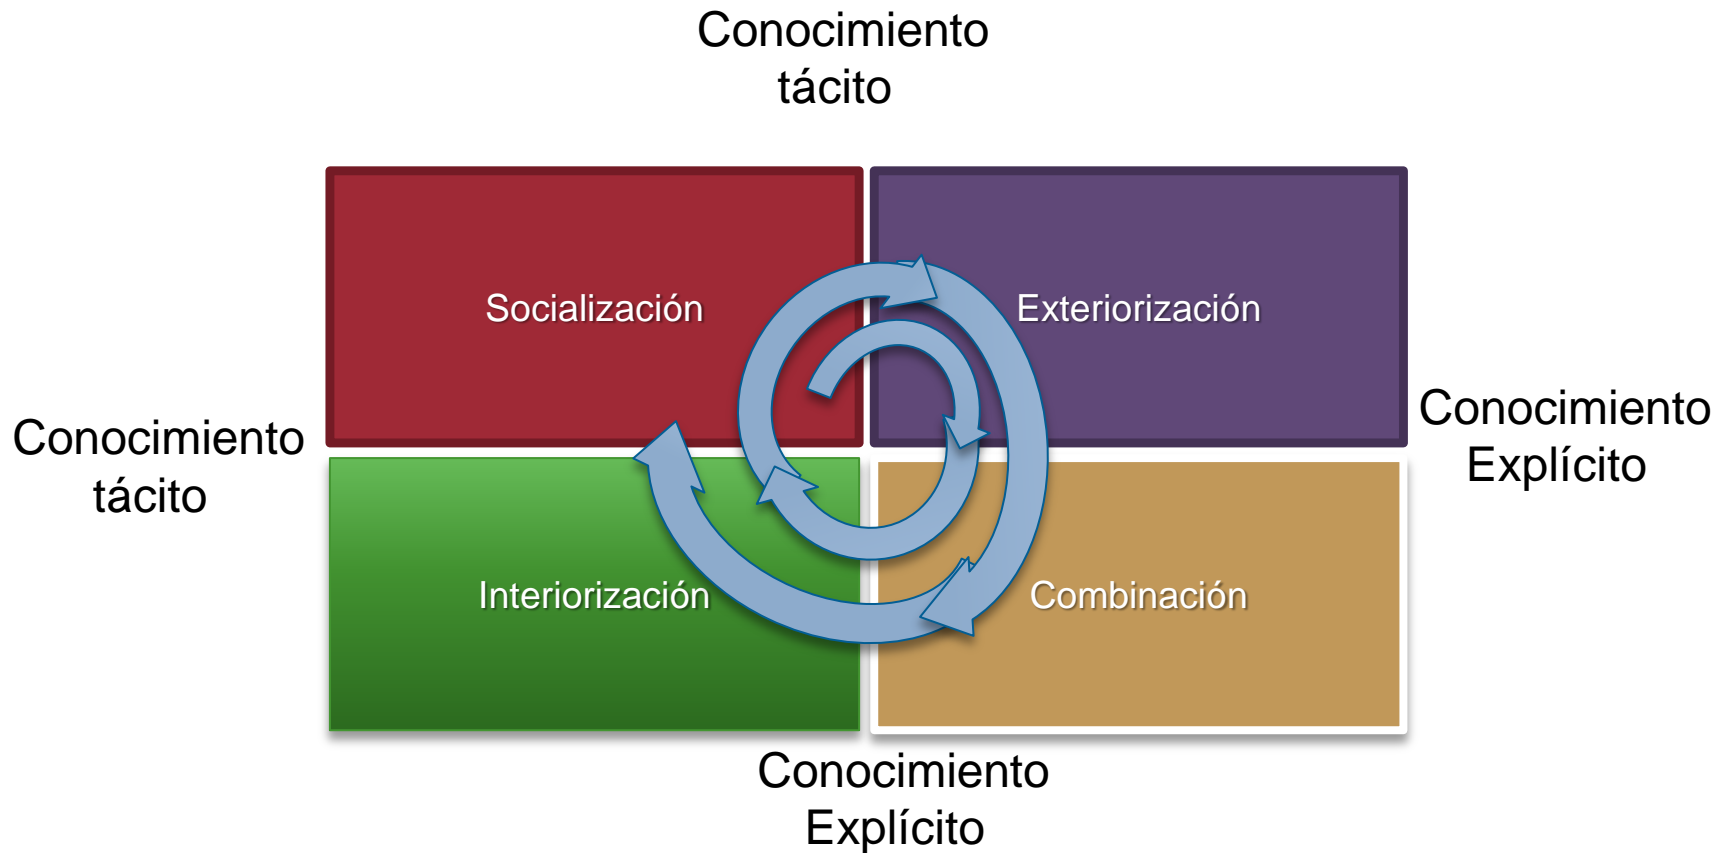 Conocimiento
tácito
Socialización
Exteriorización
Conocimiento
tácito
Conocimiento
Explícito
Interiorización
Combinación
Conocimiento
Explícito